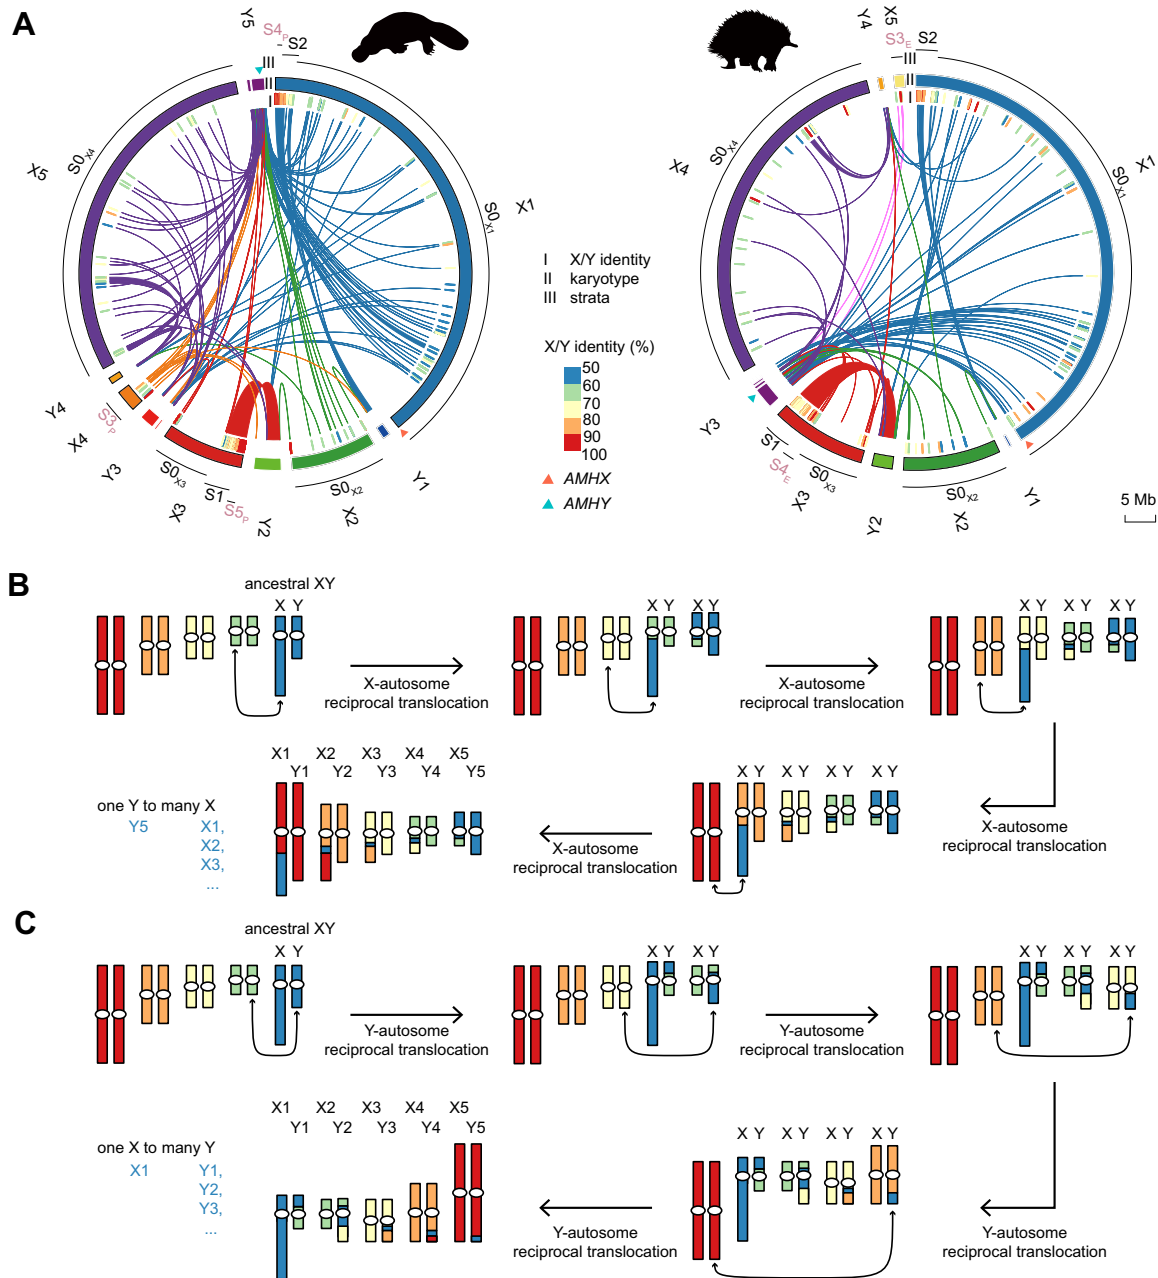 A
Y5
S4P
S2
III
II
I
X1
S0X1
Y1
X2
S0X2
Y2
S5P
S1
X3
S0X3
Y3
X4
S3P
Y4
X5
S0X4
Y4
X5
S3E
S2
III
II
I
X1
S0X1
Y1
X2
S0X2
Y2
X3
S0X3
S4E
S1
Y3
X4
S0X4
I X/Y identity
II karyotype
III strata
X/Y identity (%)
50
60
70
80
90
100
AMHX
AMHY
5 Mb
B
ancestral XY
X Y
X-autosome
reciprocal translocation
X Y X Y
X-autosome
reciprocal translocation
X Y X Y X Y
X-autosome
reciprocal translocation
X Y X Y X Y X Y
X-autosome
reciprocal translocation
X1 X2 X3 X4 X5
Y1 Y2 Y3 Y4 Y5
one Y to many X
Y5 X1,
X2,
X3,
...
C
ancestral XY
X Y
Y-autosome
reciprocal translocation
X Y X Y
Y-autosome
reciprocal translocation
X Y X Y X Y
Y-autosome
reciprocal translocation
X Y X Y X Y X Y
Y-autosome
reciprocal translocation
X1 X2 X3 X4 X5
Y1 Y2 Y3 Y4 Y5
one X to many Y
X1 Y1,
Y2,
Y3,
...